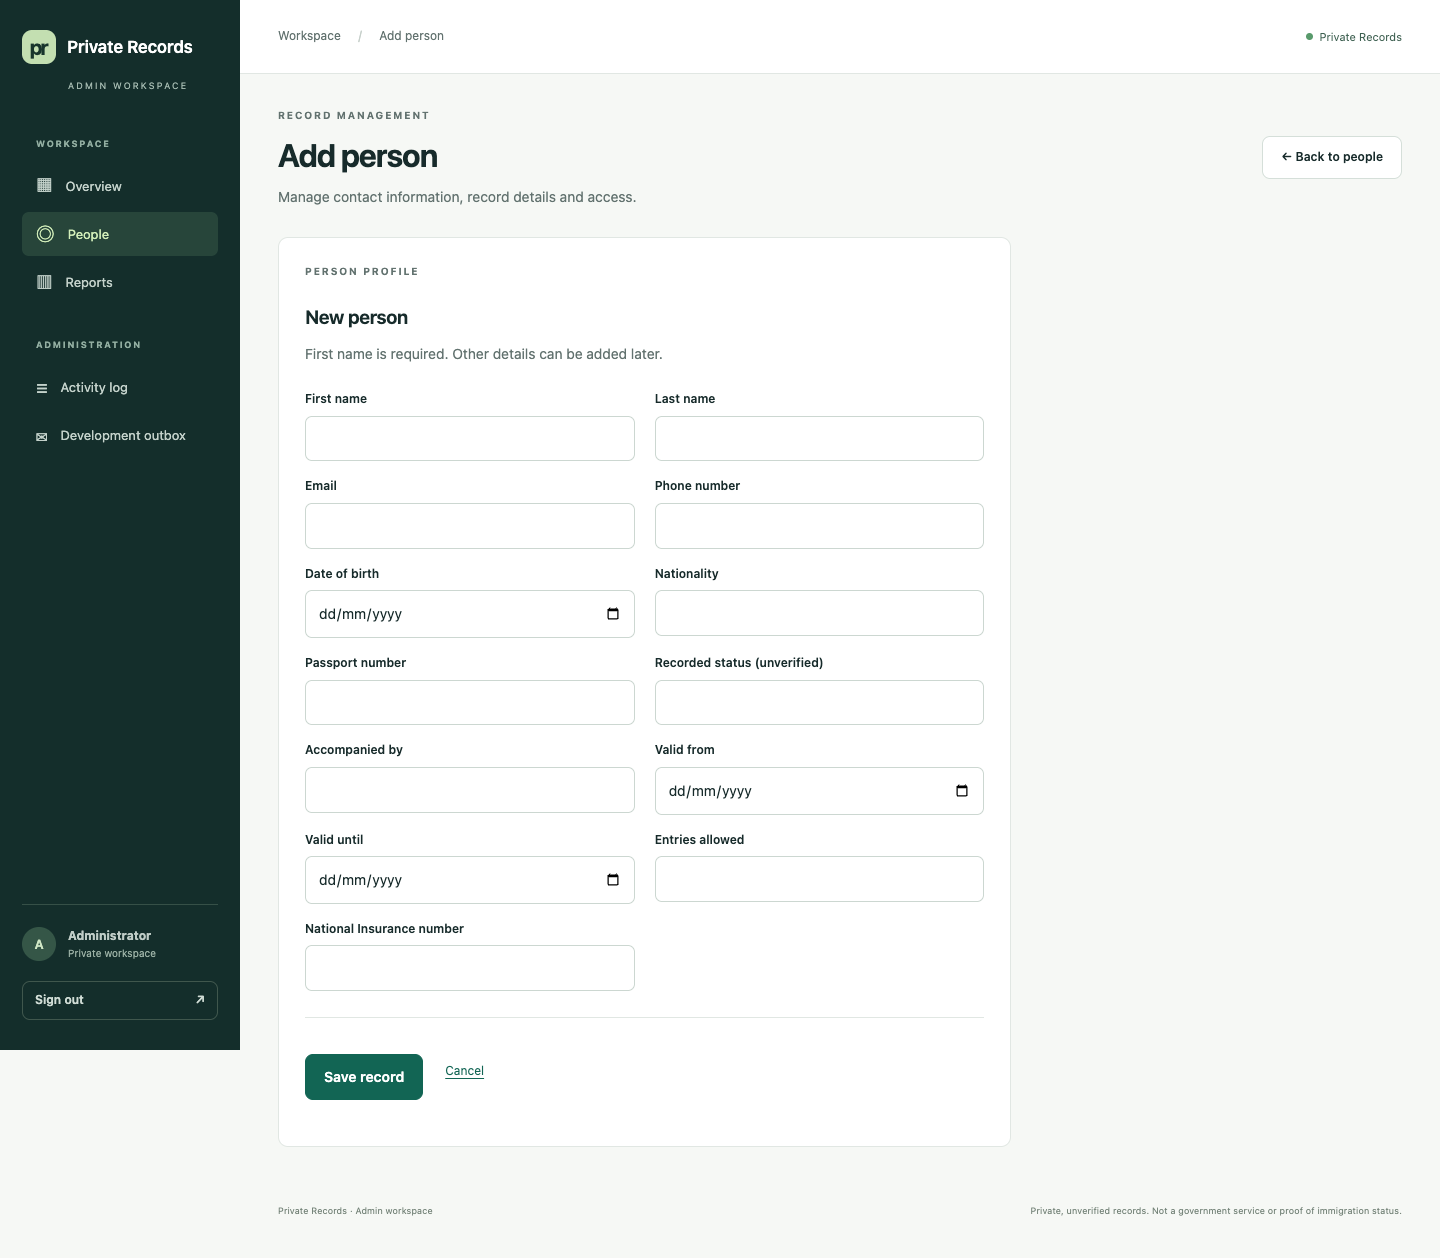 pr Private Records
ADMIN WORKSPACE
WORKSPACE
Overview
People
Reports
ADMINISTRATION
Activity log
Development outbox
A
Administrator
Private workspace
Sign out
Workspace / Add person
Private Records
RECORD MANAGEMENT
Add person
Manage contact information, record details and access.
← Back to people
PERSON PROFILE
New person
First name is required. Other details can be added later.
First name
Last name
Email
Phone number
Date of birth
dd/mm/yyyy
Nationality
Passport number
Recorded status (unverified)
Accompanied by
Valid from
dd/mm/yyyy
Valid until
dd/mm/yyyy
Entries allowed
National Insurance number
Save record
Cancel
Private Records · Admin workspace
Private, unverified records. Not a government service or proof of immigration status.